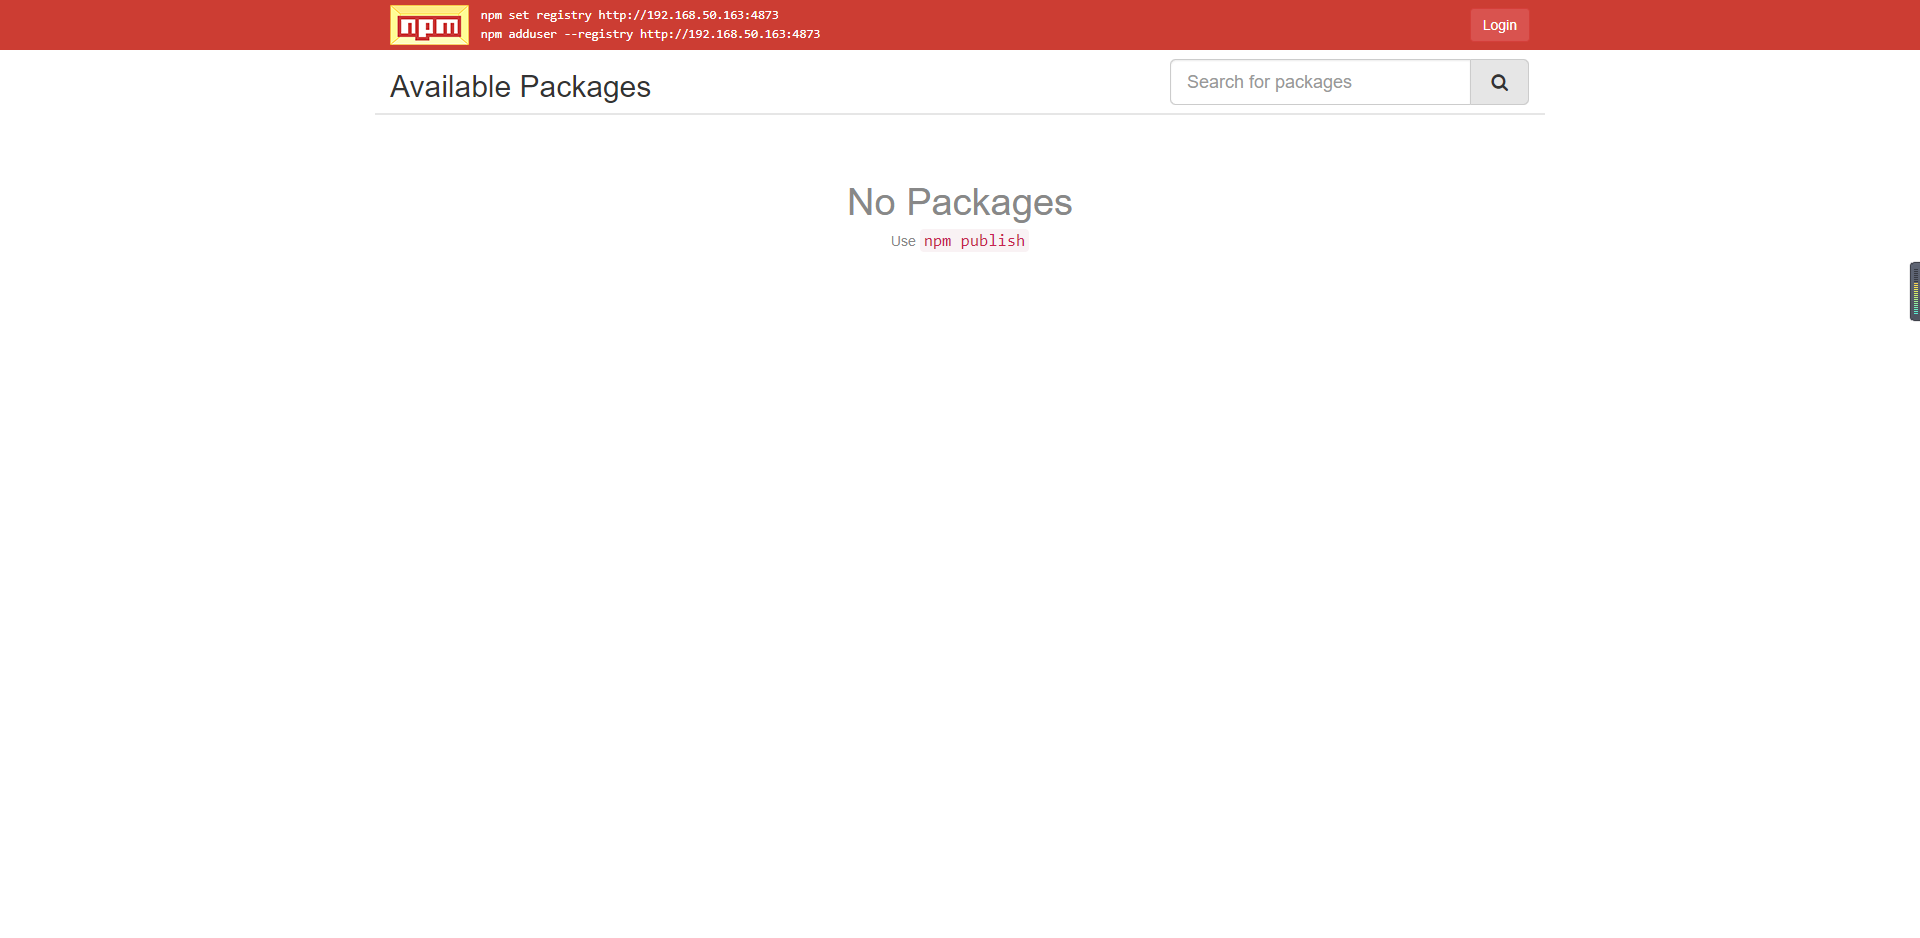 npm
npm set registry http://192.168.50.163:4873
npm adduser --registry http://192.168.50.163:4873
Login
Available Packages
Search for packages
No Packages
Use npm publish